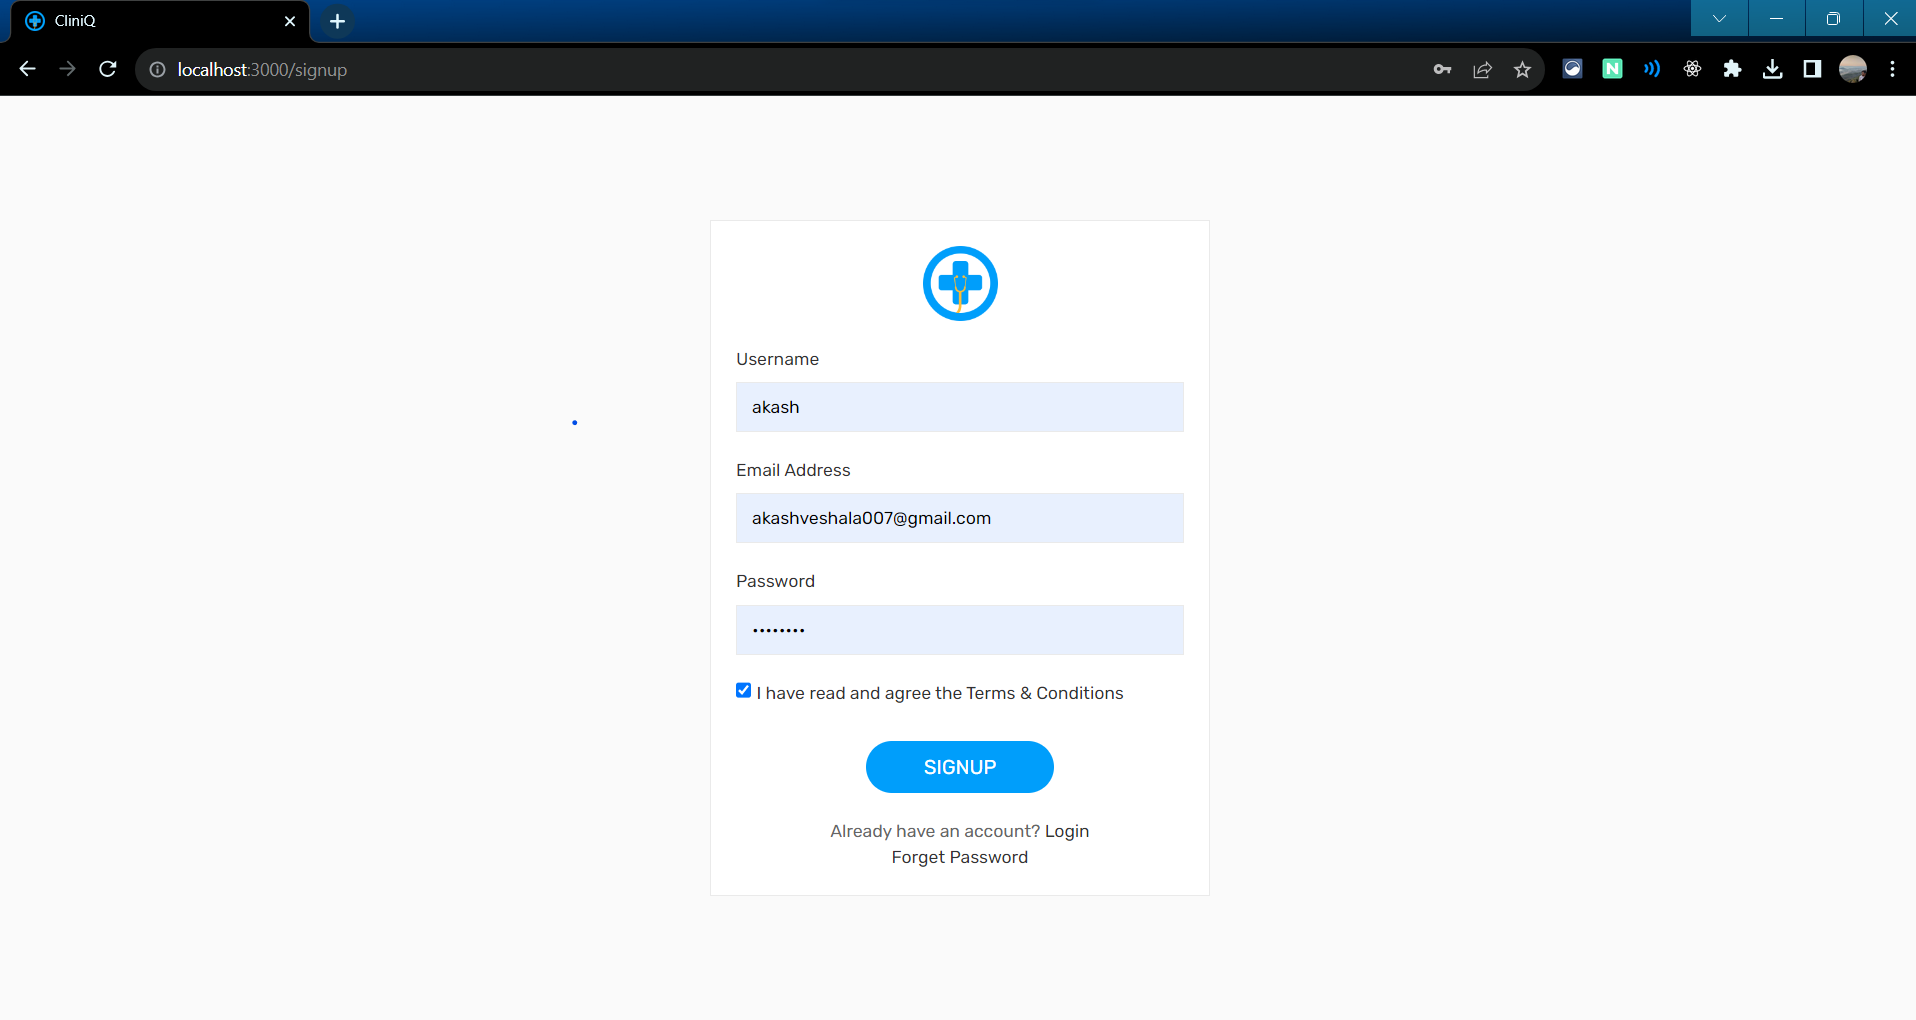 CliniQ
localhost:3000/signup
Username
akash
Email Address
akashveshala007@gmail.com
Password
••••••••
I have read and agree the Terms & Conditions
SIGNUP
Already have an account? Login
Forget Password